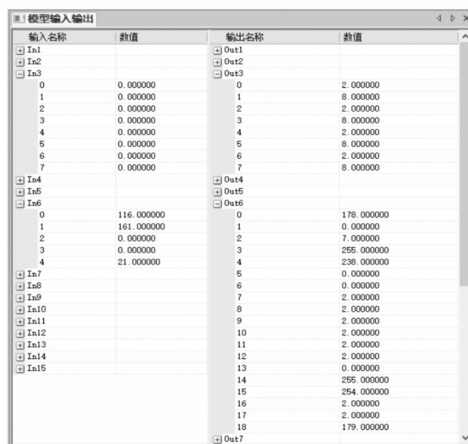 模型输入输出
输入名称 数值
In1
In2
In3
0 0.000000
1 0.000000
2 0.000000
3 0.000000
4 0.000000
5 0.000000
6 0.000000
7 0.000000
In4
In5
In6
0 116.000000
1 161.000000
2 0.000000
3 0.000000
4 21.000000
In7
In8
In9
In10
In11
In12
In13
In14
In15
输出名称 数值
Out1
Out2
Out3
0 2.000000
1 8.000000
2 2.000000
3 8.000000
4 2.000000
5 8.000000
6 2.000000
7 8.000000
Out4
Out5
Out6
0 178.000000
1 0.000000
2 7.000000
3 255.000000
4 238.000000
5 0.000000
6 0.000000
7 2.000000
8 2.000000
9 2.000000
10 2.000000
11 2.000000
12 2.000000
13 0.000000
14 255.000000
15 254.000000
16 2.000000
17 2.000000
18 179.000000
Out7